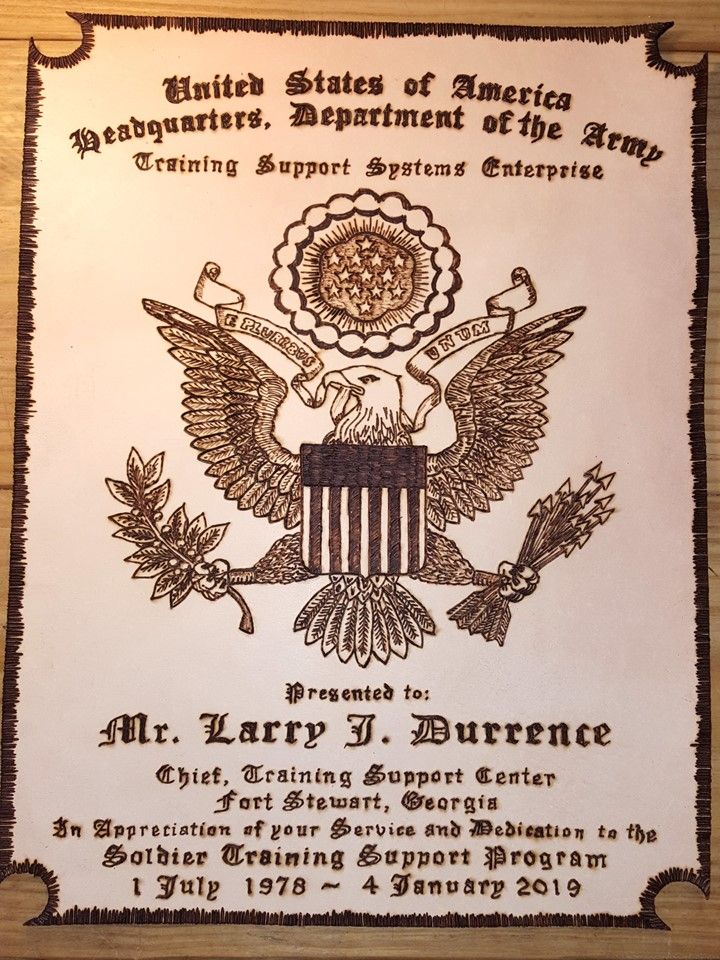 United States of America
Headquarters, Department of the Army
Training Support Systems Enterprise
E PLURIBUM UNUM
Presented to:
Mr. Larry J. Durrence
Chief, Training Support Center
Fort Stewart, Georgia
In Appreciation of your Service and Dedication to the
Soldier Training Support Program
1 July 1978 ~ 4 January 2019